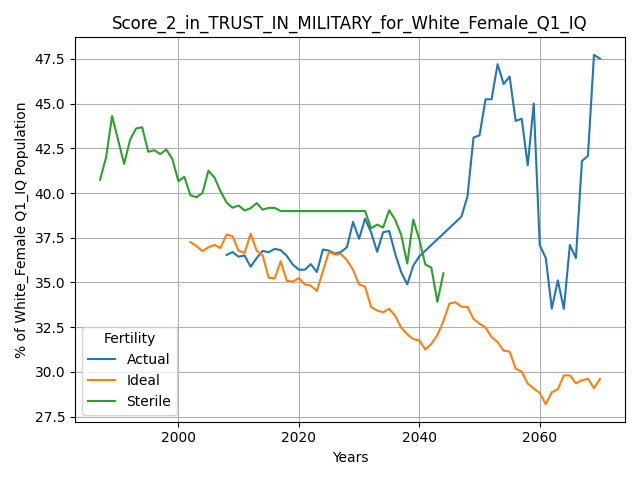 Score_2_in_TRUST_IN_MILITARY_for_White_Female_Q1_IQ
% of White_Female Q1_IQ Population
47.5
45.0
42.5
40.0
37.5
35.0
32.5
30.0
27.5
Fertility
Actual
Ideal
Sterile
2000
2020
2040
2060
Years